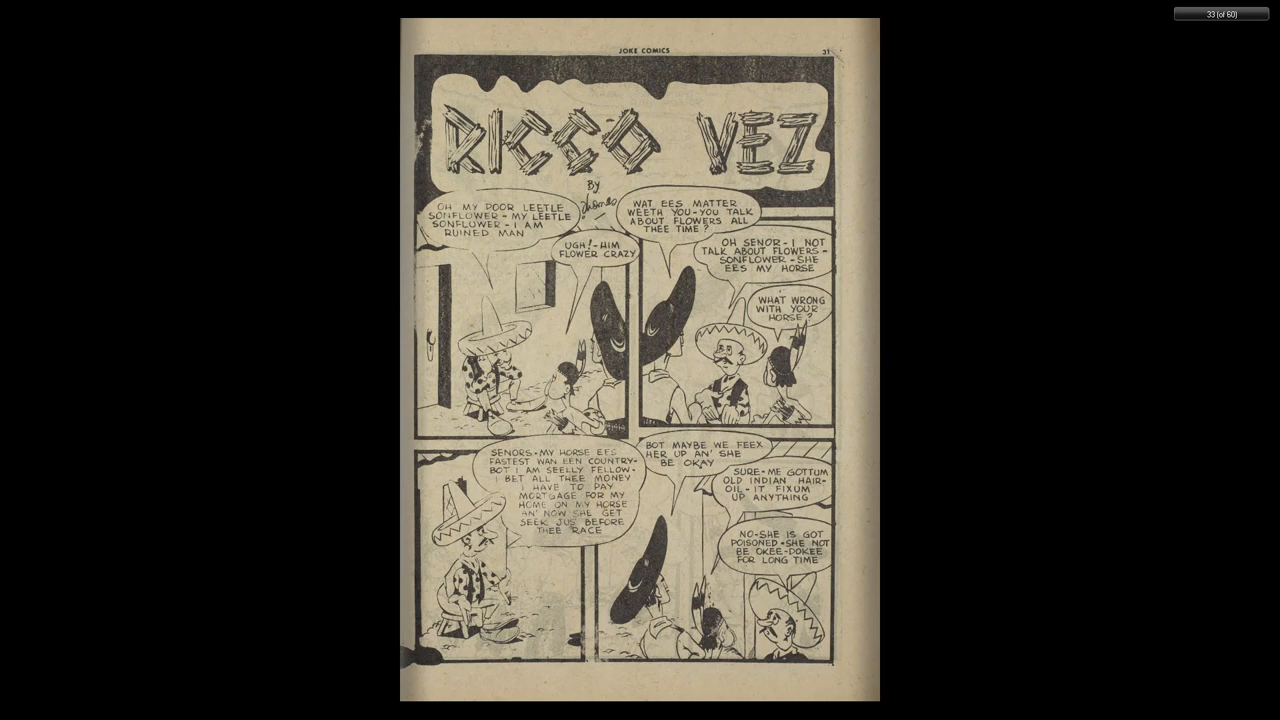 33 (of 60)
JOKE COMICS
31
RICCO VEZ
BY
Thomas
OH MY POOR LEETLE
SONFLOWER - MY LEETLE
SONFLOWER - I AM
RUINED MAN
UGH! - HIM
FLOWER CRAZY
WAT EES MATTER
WEETH YOU - YOU TALK
ABOUT FLOWERS ALL
THEE TIME?
OH SENOR - I NOT
TALK ABOUT FLOWERS -
SONFLOWER - SHE
EES MY HORSE
WHAT WRONG
WITH YOUR
HORSE?
SENORS - MY HORSE EES
FASTEST WAN EEN COUNTRY -
BOT I AM SEELLY FELLOW -
I BET ALL THEE MONEY
I HAVE TO PAY
MORTGAGE FOR MY
HOME ON MY HORSE
AN' NOW SHE GET
SEEK JUS BEFORE
THEE RACE
BOT MAYBE WE FEEX
HER UP AN' SHE
BE OKAY
SURE - ME GOTTUM
OLD INDIAN HAIR-
OIL - IT FIXUM
UP ANYTHING
NO - SHE IS GOT
POISONED - SHE NOT
BE OKEE-DOKEE
FOR LONG TIME